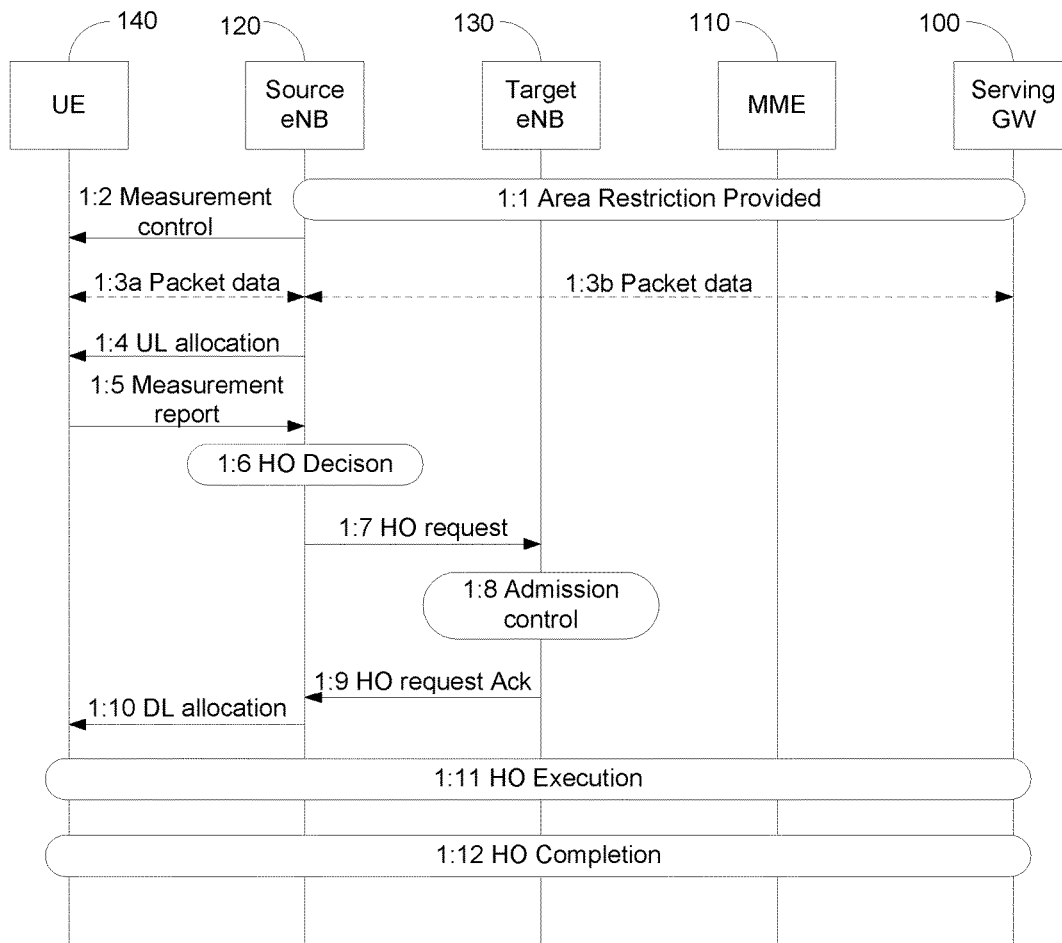 140
120
130
110
100
UE
Source
eNB
Target
eNB
MME
Serving
GW
1:1 Area Restriction Provided
1:2 Measurement
control
1:3a Packet data
1:3b Packet data
1:4 UL allocation
1:5 Measurement
report
1:6 HO Decison
1:7 HO request
1:8 Admission
control
1:9 HO request Ack
1:10 DL allocation
1:11 HO Execution
1:12 HO Completion